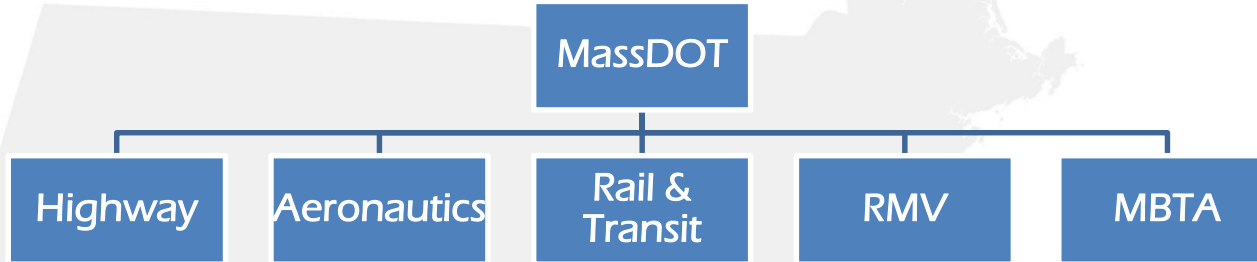 MassDOT
Highway
Aeronautics
Rail &
Transit
RMV
MBTA